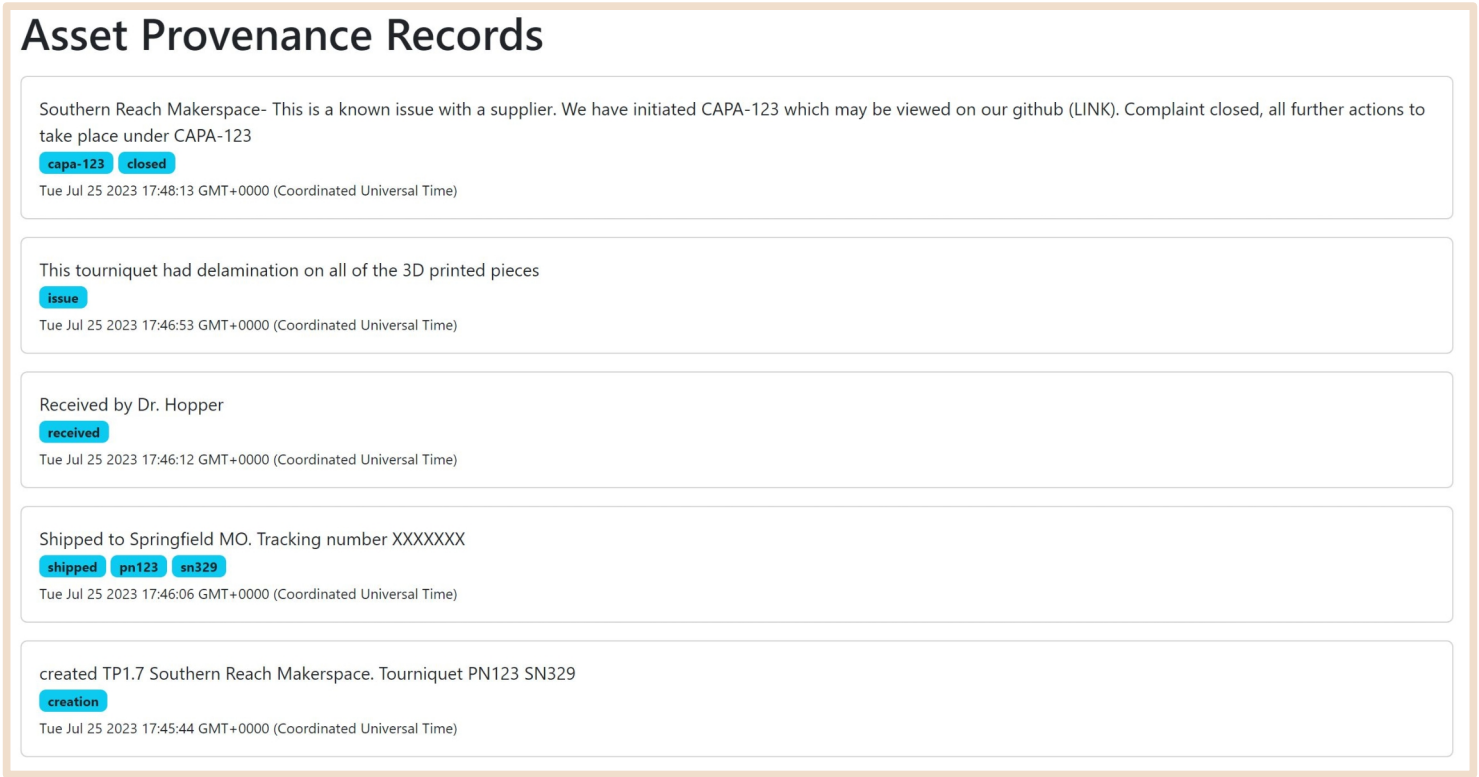 Asset Provenance Records
Southern Reach Makerspace- This is a known issue with a supplier. We have initiated CAPA-123 which may be viewed on our github (LINK). Complaint closed, all further actions to
take place under CAPA-123
capa-123 closed
Tue Jul 25 2023 17:48:13 GMT+0000 (Coordinated Universal Time)
This tourniquet had delamination on all of the 3D printed pieces
issue
Tue Jul 25 2023 17:46:53 GMT+0000 (Coordinated Universal Time)
Received by Dr. Hopper
received
Tue Jul 25 2023 17:46:12 GMT+0000 (Coordinated Universal Time)
Shipped to Springfield MO. Tracking number XXXXXXX
shipped pn123 sn329
Tue Jul 25 2023 17:46:06 GMT+0000 (Coordinated Universal Time)
created TP1.7 Southern Reach Makerspace. Tourniquet PN123 SN329
creation
Tue Jul 25 2023 17:45:44 GMT+0000 (Coordinated Universal Time)